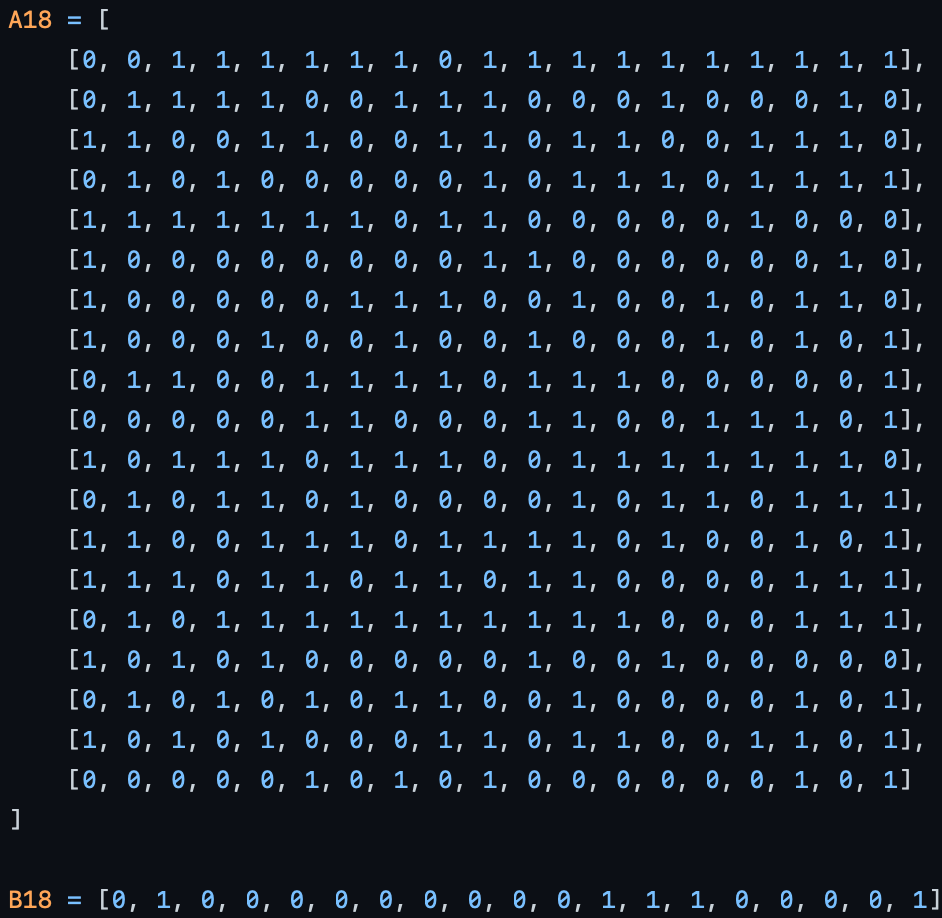 A18 = [
[0, 0, 1, 1, 1, 1, 1, 1, 0, 1, 1, 1, 1, 1, 1, 1, 1, 1, 1],
[0, 1, 1, 1, 1, 0, 0, 1, 1, 1, 0, 0, 0, 1, 0, 0, 0, 1, 0],
[1, 1, 0, 0, 1, 1, 0, 0, 1, 1, 0, 1, 1, 0, 0, 1, 1, 1, 0],
[0, 1, 0, 1, 0, 0, 0, 0, 0, 1, 0, 1, 1, 1, 0, 1, 1, 1, 1],
[1, 1, 1, 1, 1, 1, 1, 0, 1, 1, 0, 0, 0, 0, 0, 1, 0, 0, 0],
[1, 0, 0, 0, 0, 0, 0, 0, 0, 1, 1, 0, 0, 0, 0, 0, 0, 1, 0],
[1, 0, 0, 0, 0, 0, 1, 1, 1, 0, 0, 1, 0, 0, 1, 0, 1, 1, 0],
[1, 0, 0, 0, 1, 0, 0, 1, 0, 0, 1, 0, 0, 0, 1, 0, 1, 0, 1],
[0, 1, 1, 0, 0, 1, 1, 1, 1, 0, 1, 1, 1, 0, 0, 0, 0, 0, 1],
[0, 0, 0, 0, 0, 1, 1, 0, 0, 0, 1, 1, 0, 0, 1, 1, 1, 0, 1],
[1, 0, 1, 1, 1, 0, 1, 1, 1, 0, 0, 1, 1, 1, 1, 1, 1, 1, 0],
[0, 1, 0, 1, 1, 0, 1, 0, 0, 0, 0, 1, 0, 1, 1, 0, 1, 1, 1],
[1, 1, 0, 0, 1, 1, 1, 0, 1, 1, 1, 1, 0, 1, 0, 0, 1, 0, 1],
[1, 1, 1, 0, 1, 1, 0, 1, 1, 0, 1, 1, 0, 0, 0, 0, 1, 1, 1],
[0, 1, 0, 1, 1, 1, 1, 1, 1, 1, 1, 1, 1, 0, 0, 0, 1, 1, 1],
[1, 0, 1, 0, 1, 0, 0, 0, 0, 0, 1, 0, 0, 1, 0, 0, 0, 0, 0],
[0, 1, 0, 1, 0, 1, 0, 1, 1, 0, 0, 1, 0, 0, 0, 0, 1, 0, 1],
[1, 0, 1, 0, 1, 0, 0, 0, 1, 1, 0, 1, 1, 0, 0, 1, 1, 0, 1],
[0, 0, 0, 0, 0, 1, 0, 1, 0, 1, 0, 0, 0, 0, 0, 0, 1, 0, 1]
]
B18 = [0, 1, 0, 0, 0, 0, 0, 0, 0, 0, 0, 1, 1, 1, 0, 0, 0, 0, 1]